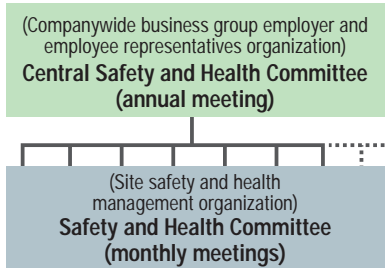 (Companywide business group employer and
employee representatives organization)
Central Safety and Health Committee
(annual meeting)
(Site safety and health
management organization)
Safety and Health Committee
(monthly meetings)